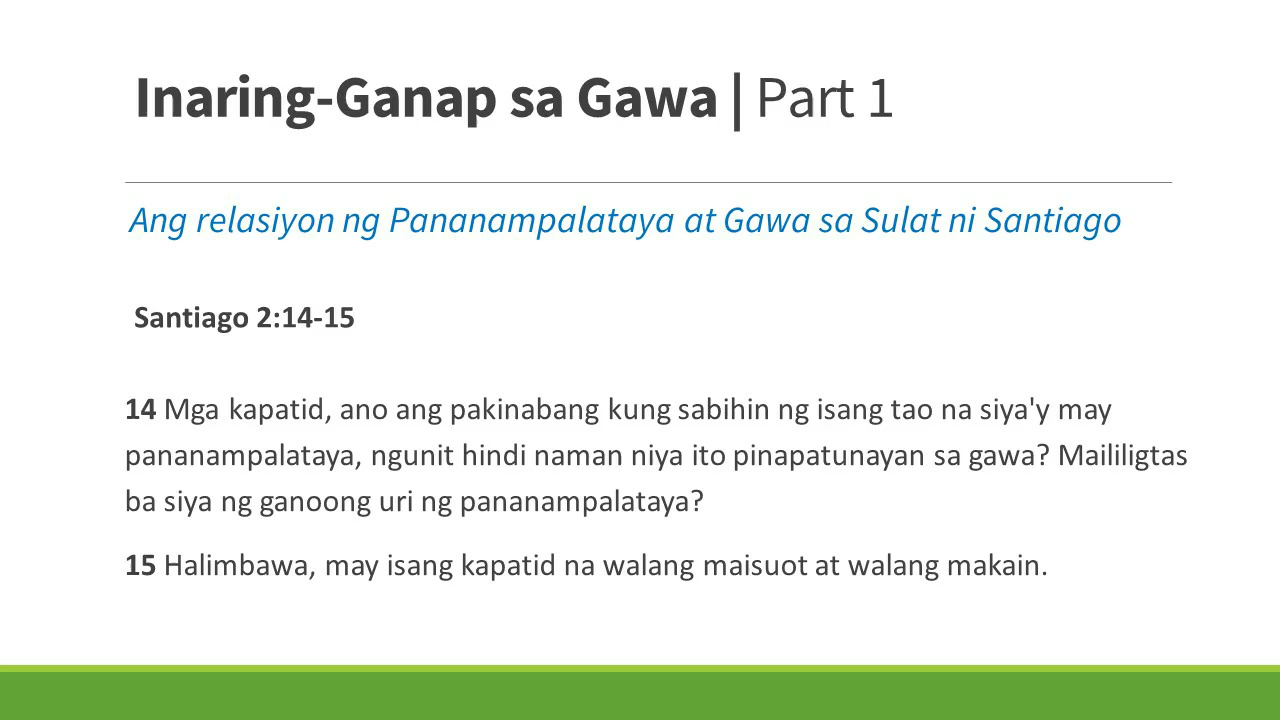 Inaring-Ganap sa Gawa | Part 1
Ang relasiyon ng Pananampalataya at Gawa sa Sulat ni Santiago
Santiago 2:14-15
14 Mga kapatid, ano ang pakinabang kung sabihin ng isang tao na siya'y may
pananampalataya, ngunit hindi naman niya ito pinapatunayan sa gawa? Maililigtas
ba siya ng ganoong uri ng pananampalataya?
15 Halimbawa, may isang kapatid na walang maisuot at walang makain.